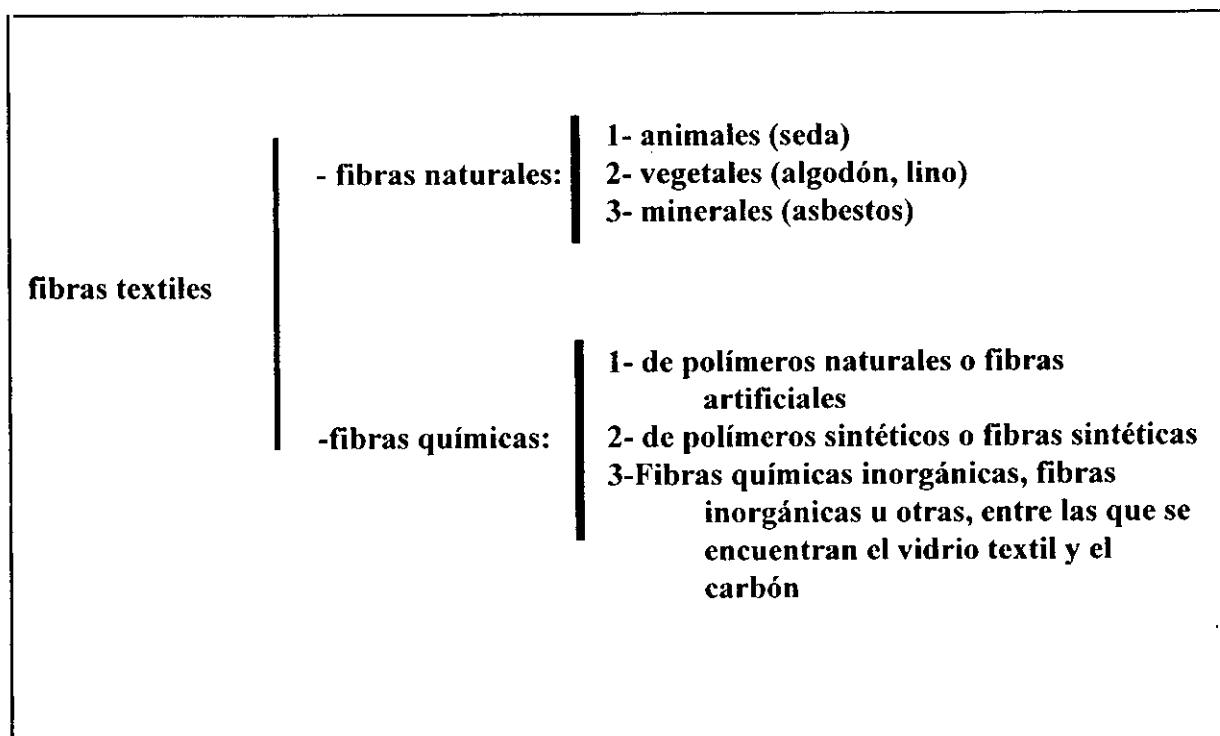 fibras textiles
- fibras naturales:
1- animales (seda)
2- vegetales (algodón, lino)
3- minerales (asbestos)
-fibras químicas:
1- de polímeros naturales o fibras
artificiales
2- de polímeros sintéticos o fibras sintéticas
3-Fibras químicas inorgánicas, fibras
inorgánicas u otras, entre las que se
encuentran el vidrio textil y el
carbón